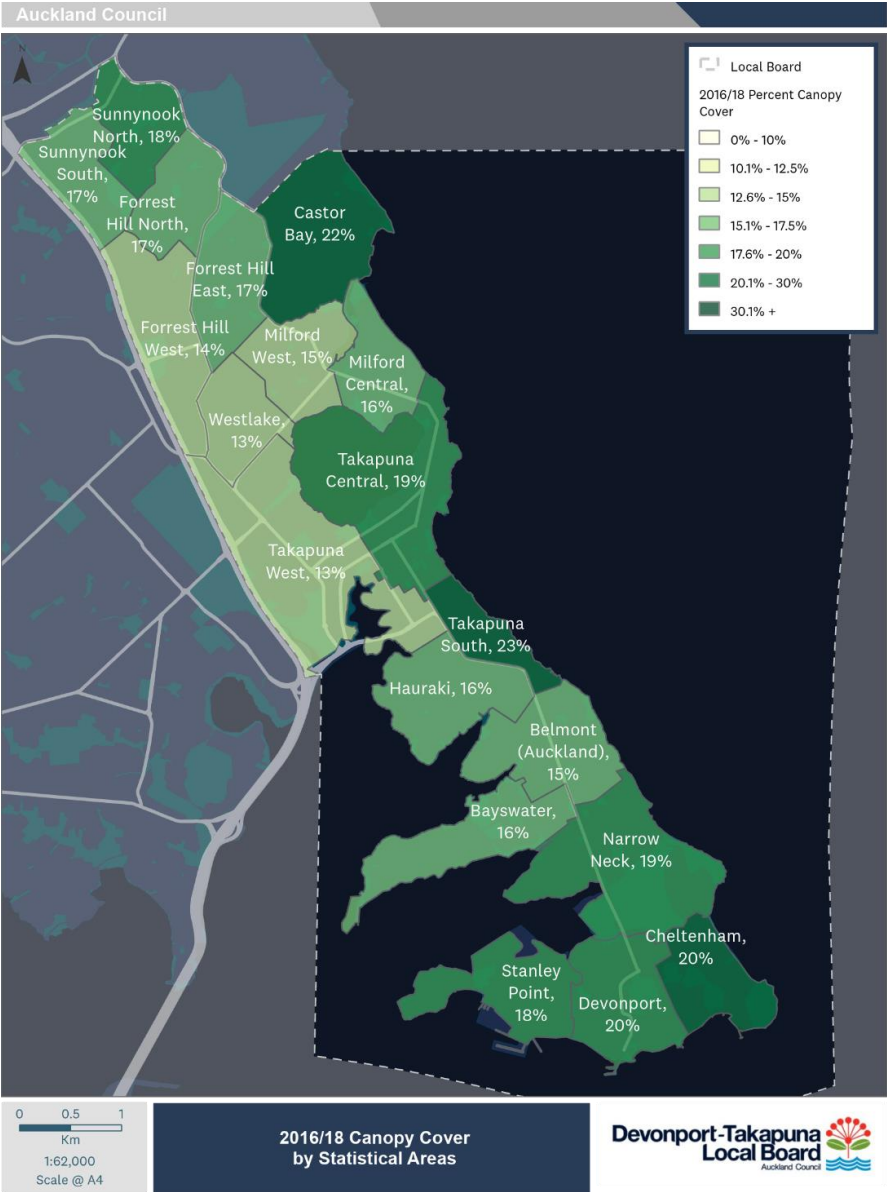 Auckland Council
N
Local Board
2016/18 Percent Canopy
Cover
0% - 10%
10.1% - 12.5%
12.6% - 15%
15.1% - 17.5%
17.6% - 20%
20.1% - 30%
30.1% +
Sunnynook
North, 18%
Sunnynook
South,
17%
Forrest
Hill North,
17%
Castor
Bay, 22%
Forrest Hill
East, 17%
Forrest Hill
West, 14%
Milford
West, 15%
Milford
Central,
16%
Westlake,
13%
Takapuna
Central, 19%
Takapuna
West, 13%
Takapuna
South, 23%
Hauraki, 16%
Belmont
(Auckland),
15%
Bayswater,
16%
Narrow
Neck, 19%
Cheltenham,
20%
Stanley
Point,
18%
Devonport,
20%
0 0.5 1
Km
1:62,000
Scale @ A4
2016/18 Canopy Cover
by Statistical Areas
Devonport-Takapuna
Local Board
Auckland Council